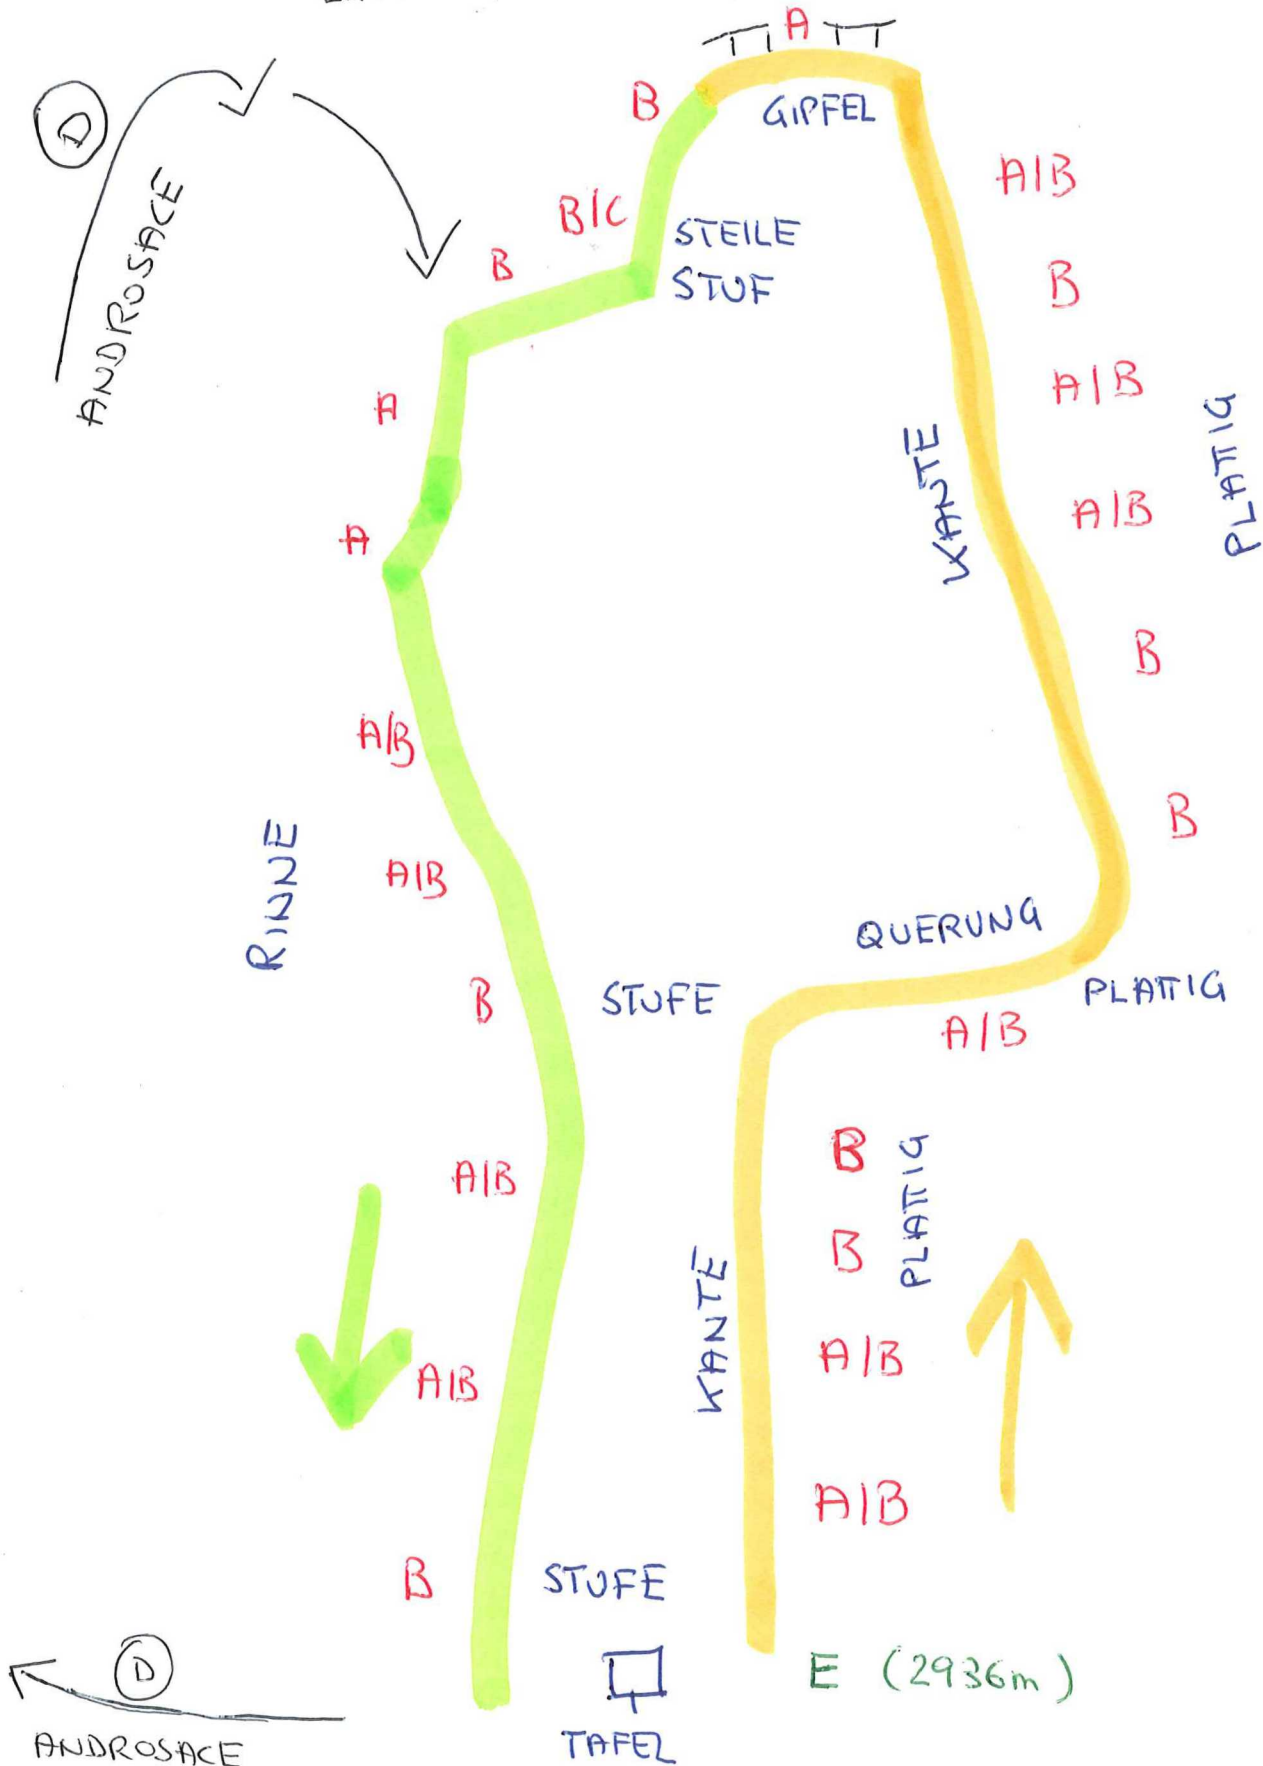 A
B
GIPFEL
D
A/B
ANDROSACE
B/C
STEILE
B
STUF
B
A
A/B
KANTE
PLATTIG
A
A/B
B
A/B
B
RINNE
A/B
QUERUNG
B
STUFE
PLATTIG
A/B
B
PLATTIG
A/B
B
KANTE
A/B
A/B
A/B
B
STUFE
D
E (2936m)
ANDROSACE
TAFEL